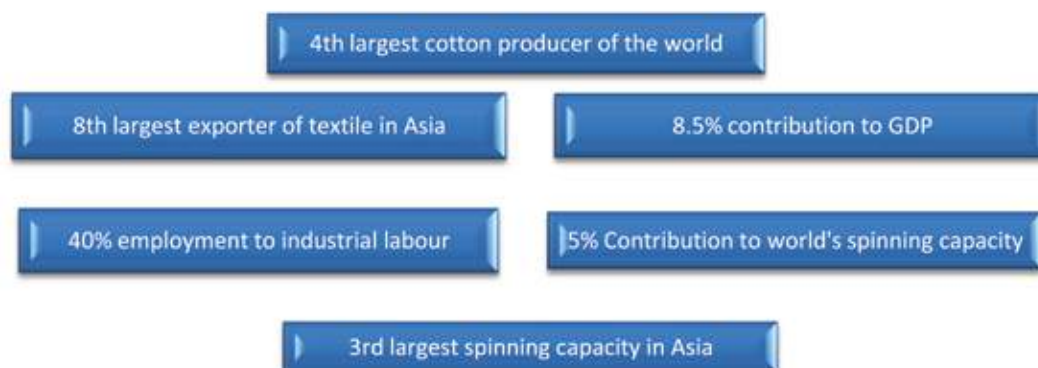 4th largest cotton producer of the world
8th largest exporter of textile in Asia
8.5% contribution to GDP
40% employment to industrial labour
5% Contribution to world's spinning capacity
3rd largest spinning capacity in Asia